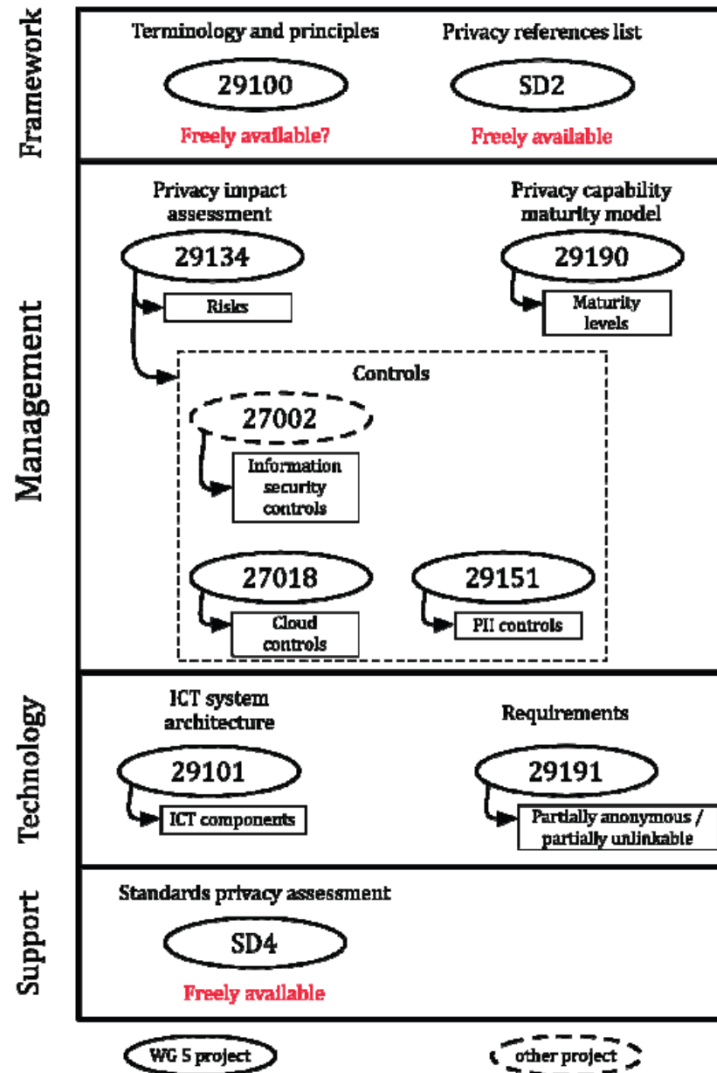 Framework
Terminology and principles
29100
Freely available?
Privacy references list
SD2
Freely available
Management
Privacy impact
assessment
29134
Risks
Privacy capability
maturity model
29190
Maturity
levels
Controls
27002
Information
security
controls
27018
Cloud
controls
29151
PII controls
Technology
ICT system
architecture
29101
ICT components
Requirements
29191
Partially anonymous /
partially unlinkable
Support
Standards privacy assessment
SD4
Freely available
WG 5 project
other project